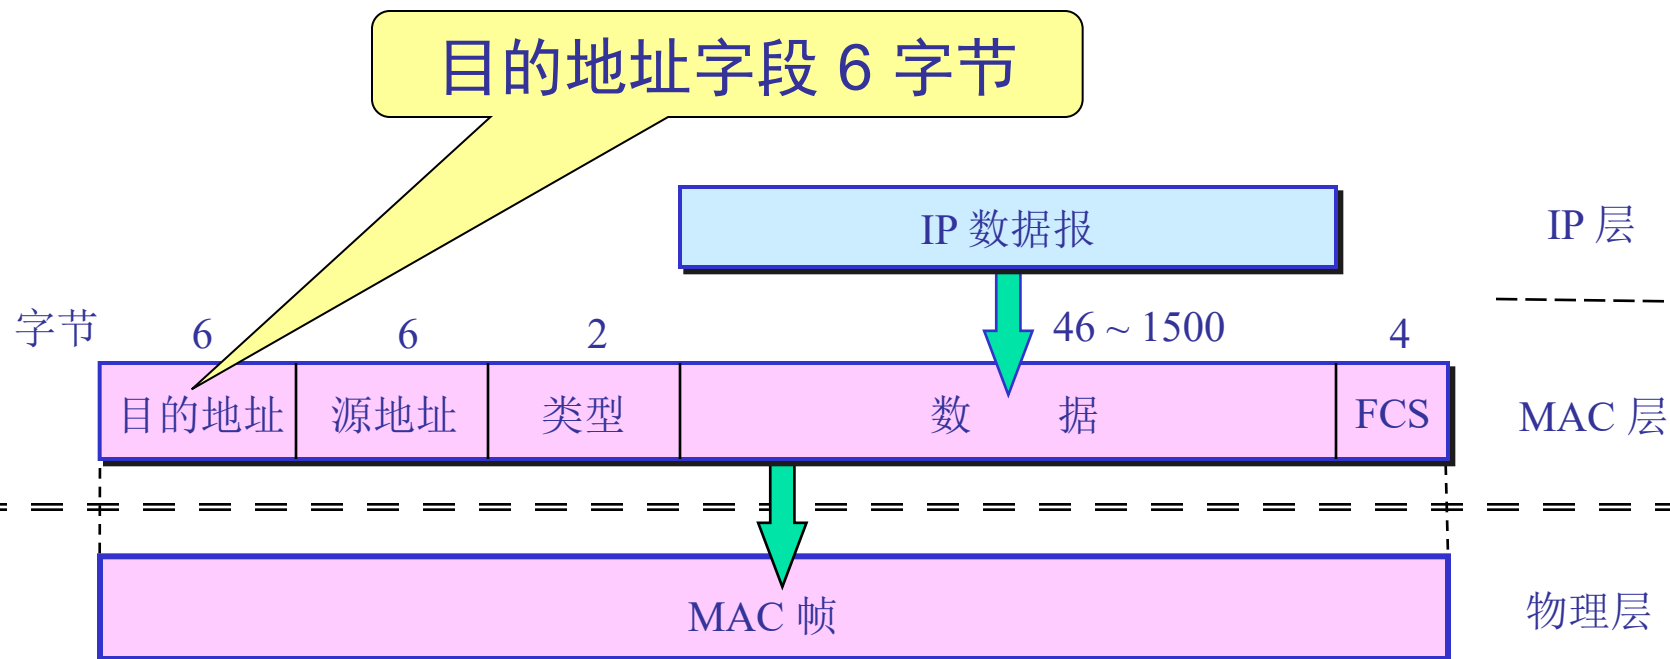 目的地址字段 6 字节
IP 数据报
IP 层
字节 6 6 2 46 ~ 1500 4
目的地址 源地址 类型 数 据 FCS MAC 层
MAC 帧 物理层